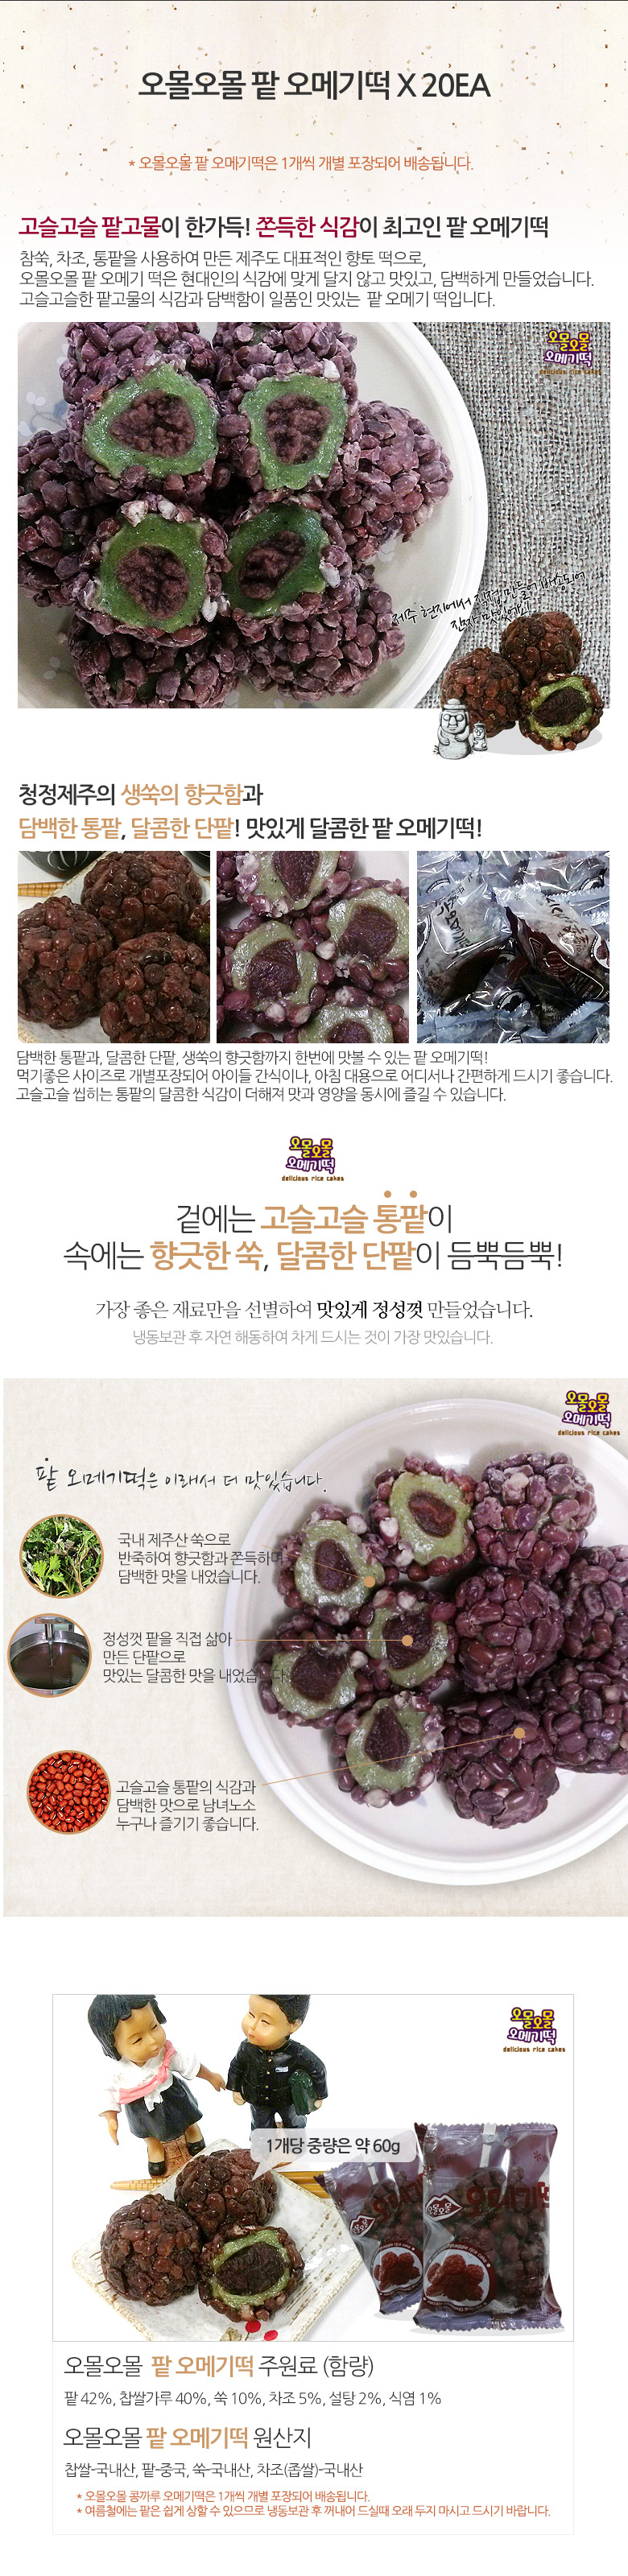 오몰오몰 팥 오메기떡 X 20EA
* 오몰오몰 팥 오메기떡은 1개씩 개별 포장되어 배송됩니다.
고슬고슬 팥고물이 한가득! 쫀득한 식감이 최고인 팥 오메기떡
참쑥, 차조, 통팥을 사용하여 만든 제주도 대표적인 향토 떡으로,
오몰오몰 팥 오메기 떡은 현대인의 식감에 맞게 달지 않고 맛있고, 담백하게 만들었습니다.
고슬고슬한 팥고물의 식감과 담백함이 일품인 맛있는 팥 오메기 떡입니다.
오몰오몰
오메기떡
delicious rice cakes
제주 현지에서 직접 만들어 배송되어
진짜 맛있어요!
청정제주의 생쑥의 향긋함과
담백한 통팥, 달콤한 단팥! 맛있게 달콤한 팥 오메기떡!
담백한 통팥과, 달콤한 단팥, 생쑥의 향긋함까지 한번에 맛볼 수 있는 팥 오메기떡!
먹기좋은 사이즈로 개별포장되어 아이들 간식이나, 아침 대용으로 어디서나 간편하게 드시기 좋습니다.
고슬고슬 씹히는 통팥의 달콤한 식감이 더해져 맛과 영양을 동시에 즐길 수 있습니다.
오몰오몰
오메기떡
delicious rice cakes
겉에는 고슬고슬 통팥이
속에는 향긋한 쑥, 달콤한 단팥이 듬뿍듬뿍!
가장 좋은 재료만을 선별하여 맛있게 정성껏 만들었습니다.
냉동보관 후 자연 해동하여 차게 드시는 것이 가장 맛있습니다.
오몰오몰
오메기떡
delicious rice cakes
팥 오메기떡은 이래서 더 맛있습니다.
국내 제주산 쑥으로
반죽하여 향긋함과 쫀득하며
담백한 맛을 내었습니다.
정성껏 팥을 직접 삶아
만든 단팥으로
맛있는 달콤한 맛을 내었습니다.
고슬고슬 통팥의 식감과
담백한 맛으로 남녀노소
누구나 즐기기 좋습니다.
오몰오몰
오메기떡
delicious rice cakes
1개당 중량은 약 60g
오몰오몰 팥 오메기떡 주원료 (함량)
팥 42%, 찹쌀가루 40%, 쑥 10%, 차조 5%, 설탕 2%, 식염 1%
오몰오몰 팥 오메기떡 원산지
찹쌀-국내산, 팥-중국, 쑥-국내산, 차조(좁쌀)-국내산
* 오몰오몰 콩까루 오메기떡은 1개씩 개별 포장되어 배송됩니다.
* 여름철에는 팥은 쉽게 상할 수 있으므로 냉동보관 후 꺼내어 드실때 오래 두지 마시고 드시기 바랍니다.